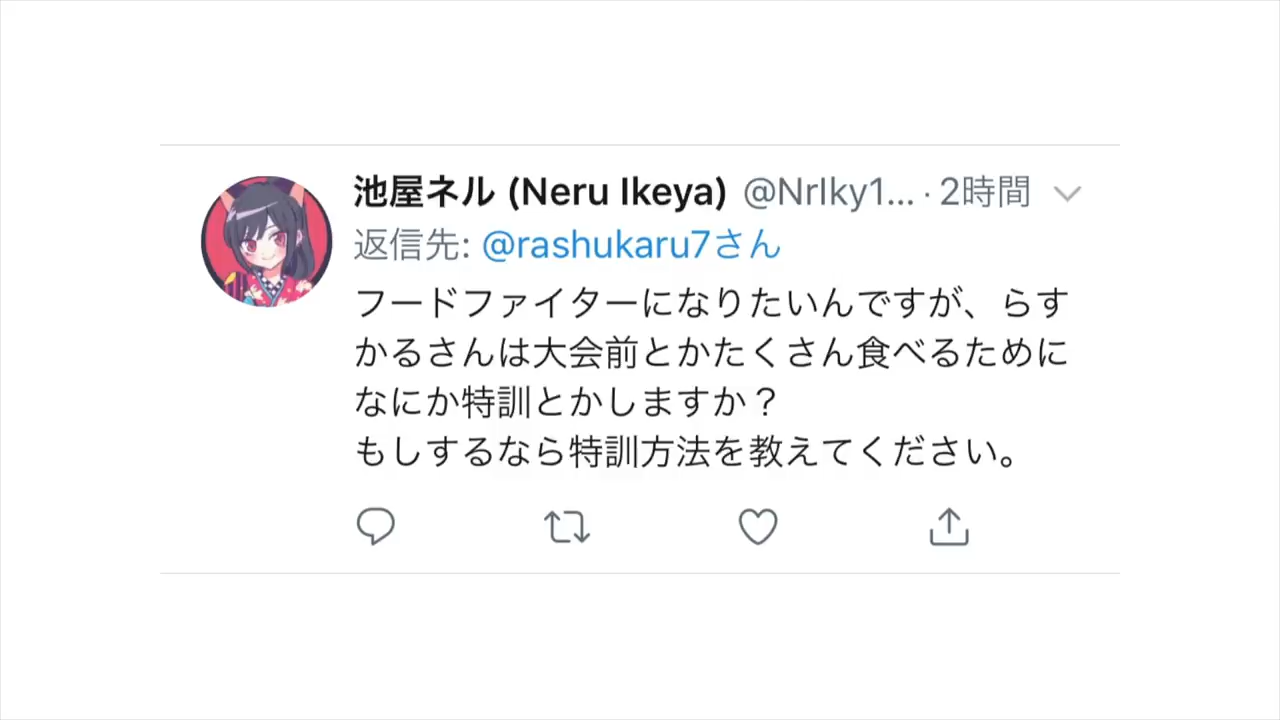 池屋ネル (Neru Ikeya) @NrIky1... · 2時間
返信先: @rashukaru7さん
フードファイターになりたいんですが、らす
かるさんは大会前とかたくさん食べるために
なにか特訓とかしますか？
もしするなら特訓方法を教えてください。